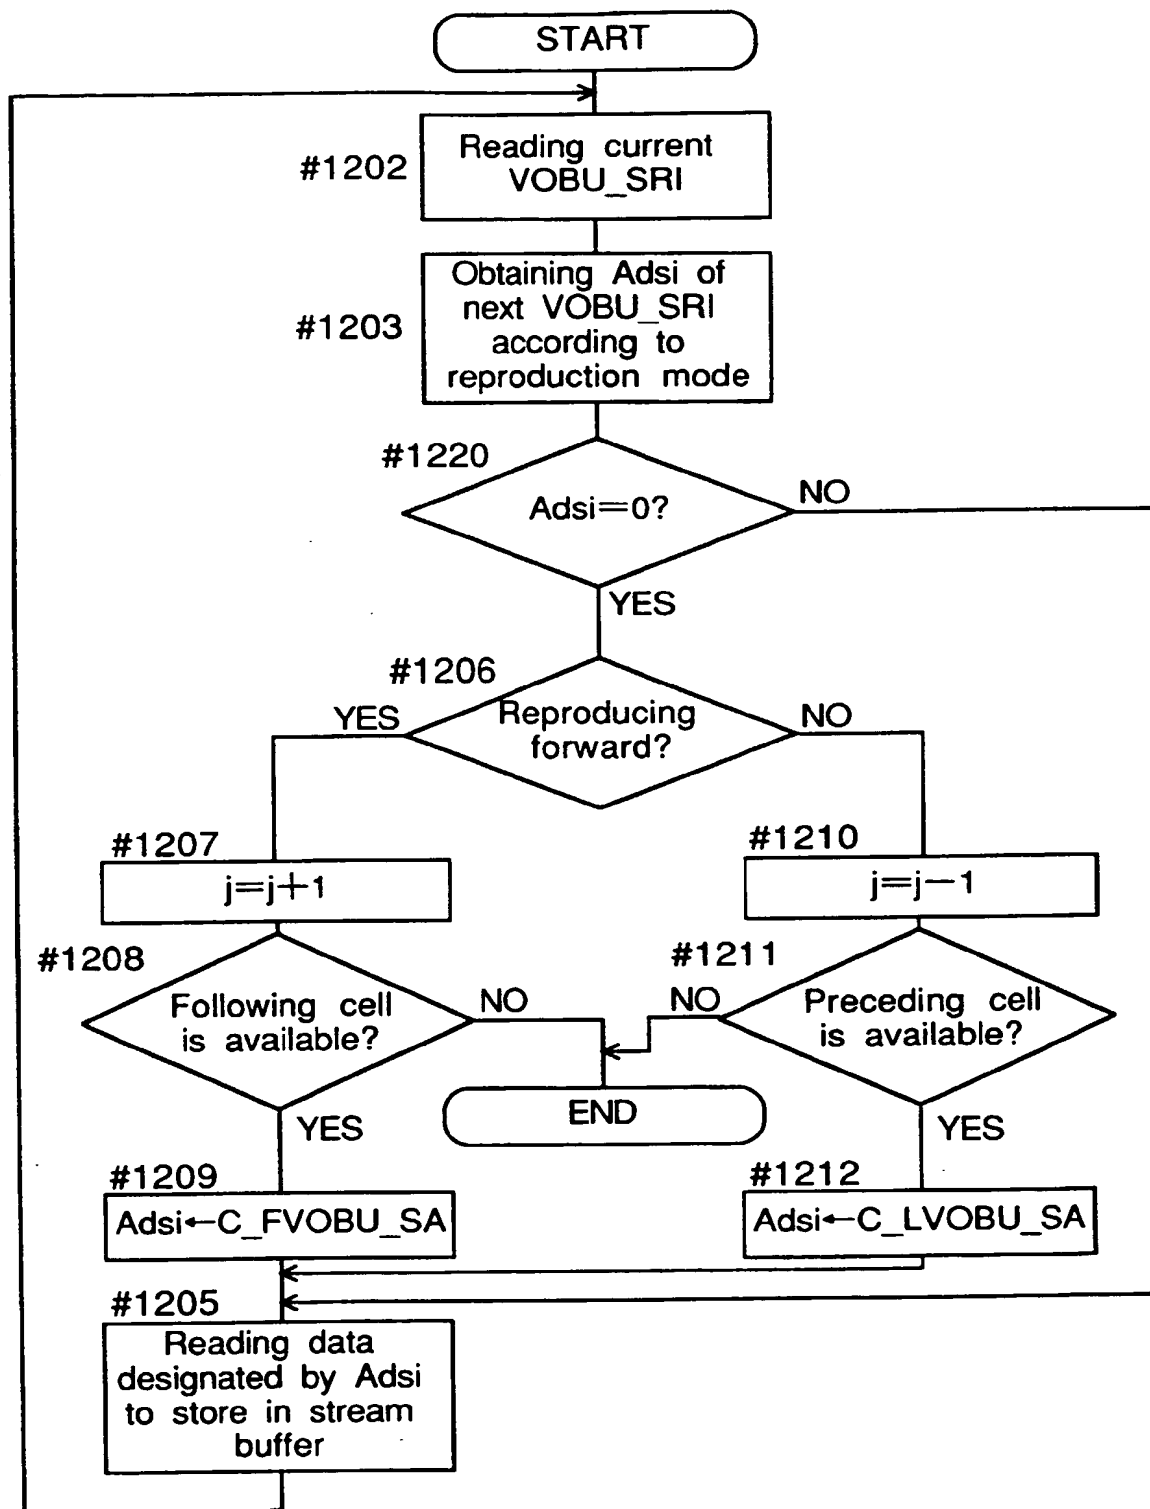 START
#1202
Reading current
VOBU_SRI
#1203
Obtaining Adsi of
next VOBU_SRI
according to
reproduction mode
#1220
Adsi=0?
NO
YES
#1206
Reproducing
forward?
YES
NO
#1207
j=j+1
#1210
j=j−1
#1208
Following cell
is available?
NO
#1211
Preceding cell
is available?
NO
END
YES
YES
#1209
Adsi←C_FVOBU_SA
#1212
Adsi←C_LVOBU_SA
#1205
Reading data
designated by Adsi
to store in stream
buffer